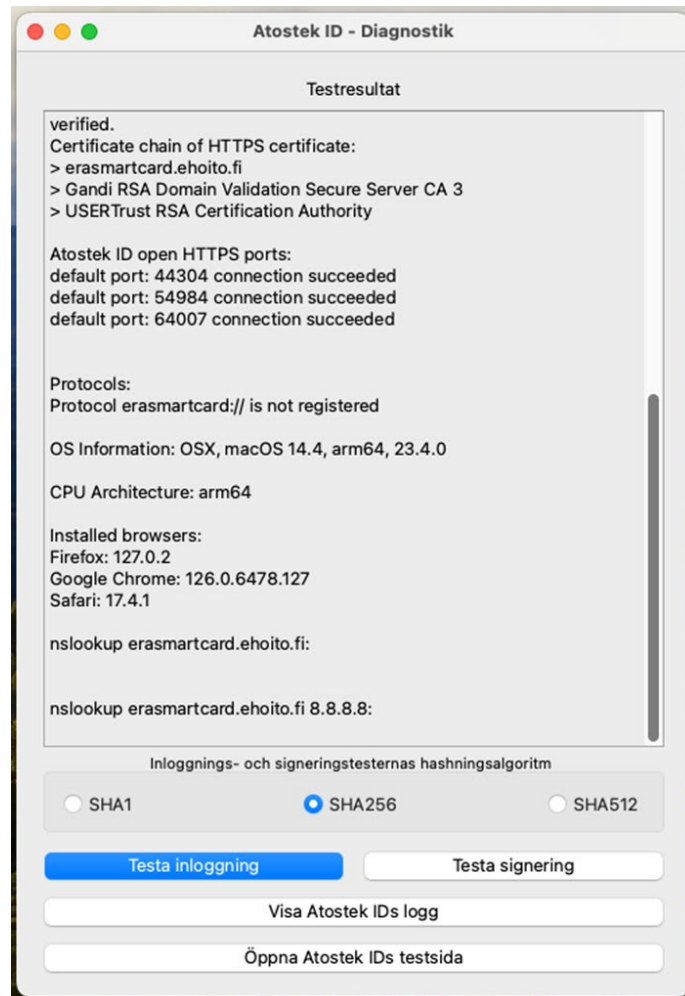 Atostek ID - Diagnostik
Testresultat
verified.
Certificate chain of HTTPS certificate:
> erasmartcard.ehoito.fi
> Gandi RSA Domain Validation Secure Server CA 3
> USERTrust RSA Certification Authority
Atostek ID open HTTPS ports:
default port: 44304 connection succeeded
default port: 54984 connection succeeded
default port: 64007 connection succeeded
Protocols:
Protocol erasmartcard:// is not registered
OS Information: OSX, macOS 14.4, arm64, 23.4.0
CPU Architecture: arm64
Installed browsers:
Firefox: 127.0.2
Google Chrome: 126.0.6478.127
Safari: 17.4.1
nslookup erasmartcard.ehoito.fi:
nslookup erasmartcard.ehoito.fi 8.8.8.8:
Inloggnings- och signeringstesternas hashningsalgoritm
SHA1 SHA256 SHA512
Testa inloggning Testa signering
Visa Atostek IDs logg
Öppna Atostek IDs testsida